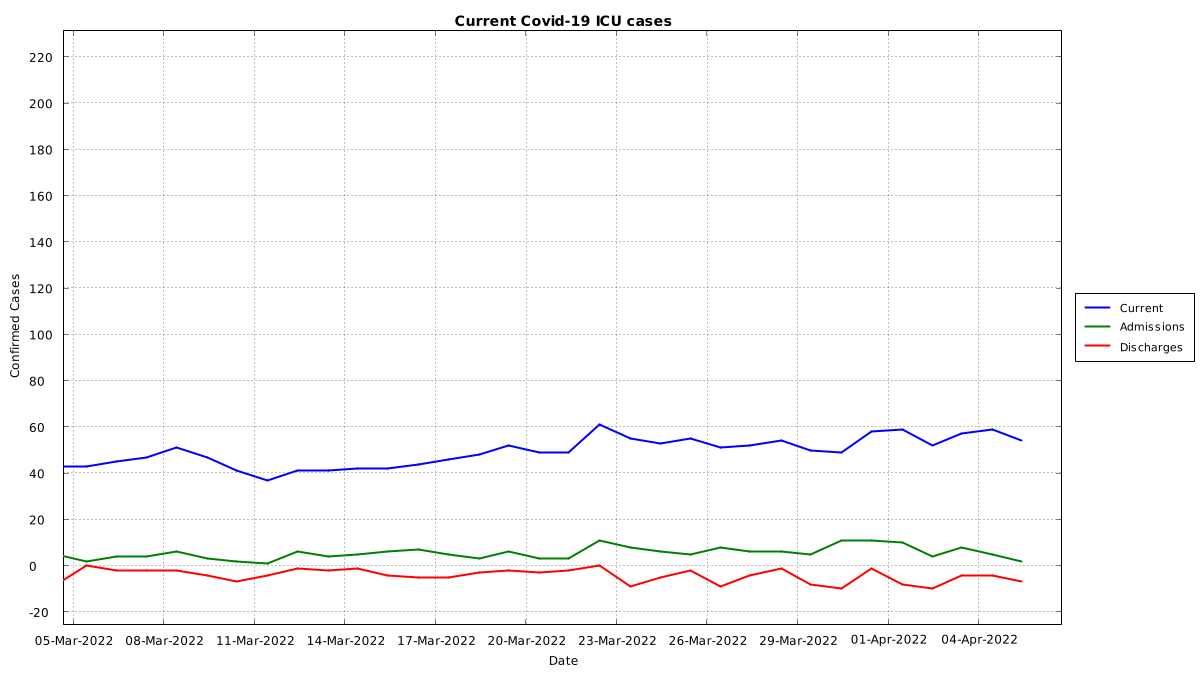 Current Covid-19 ICU cases
220
200
180
160
140
120
100
80
60
40
20
0
-20
Confirmed Cases
05-Mar-2022 08-Mar-2022 11-Mar-2022 14-Mar-2022 17-Mar-2022 20-Mar-2022 23-Mar-2022 26-Mar-2022 29-Mar-2022 01-Apr-2022 04-Apr-2022
Date
Current
Admissions
Discharges